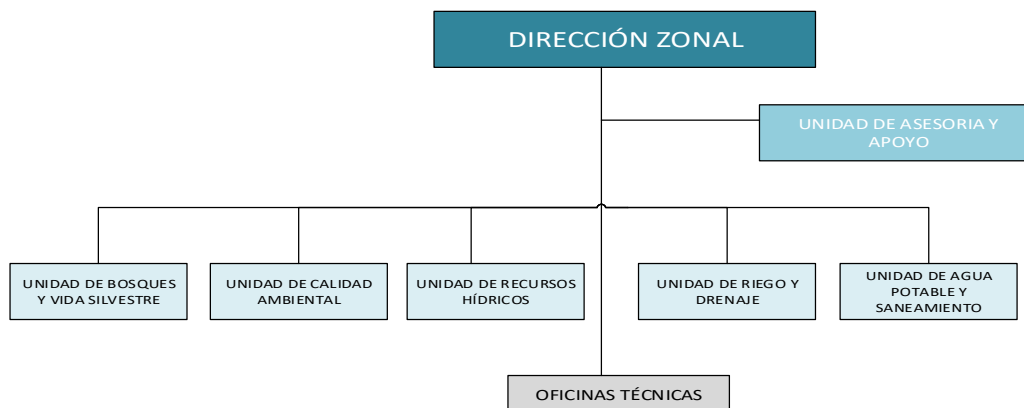 DIRECCIÓN ZONAL
UNIDAD DE ASESORIA Y
APOYO
UNIDAD DE BOSQUES
Y VIDA SILVESTRE
UNIDAD DE CALIDAD
AMBIENTAL
UNIDAD DE RECURSOS
HÍDRICOS
UNIDAD DE RIEGO Y
DRENAJE
UNIDAD DE AGUA
POTABLE Y
SANEAMIENTO
OFICINAS TÉCNICAS